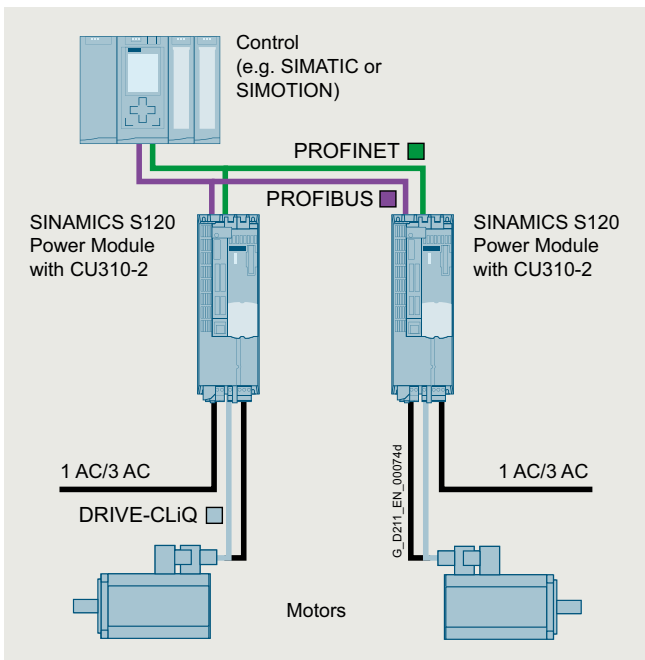 Control
(e.g. SIMATIC or
SIMOTION)
PROFINET
PROFIBUS
SINAMICS S120
Power Module
with CU310-2
SINAMICS S120
Power Module
with CU310-2
1 AC/3 AC
1 AC/3 AC
DRIVE-CLiQ
G_D211_EN_00074d
Motors